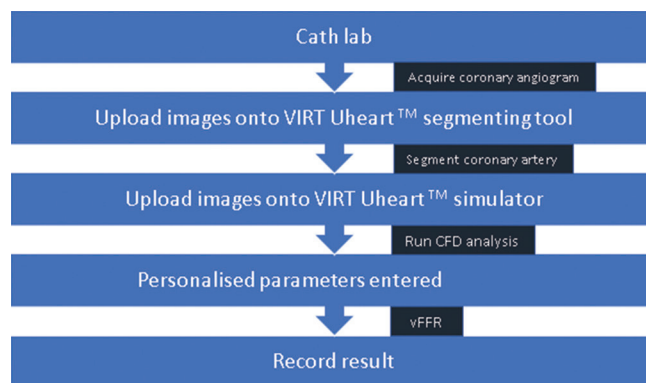 Cath lab
Acquire coronary angiogram
Upload images onto VIRT Uheart™ segmenting tool
Segment coronary artery
Upload images onto VIRT Uheart™ simulator
Run CFD analysis
Personalised parameters entered
vFFR
Record result